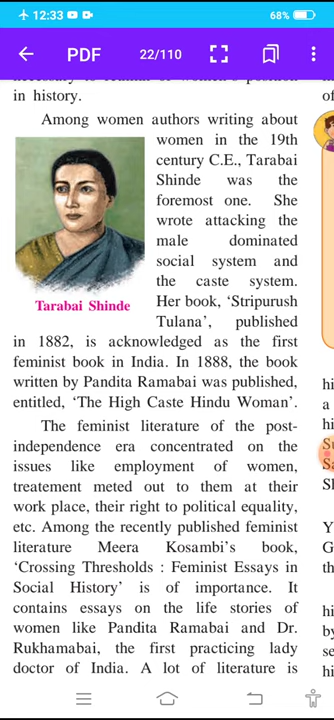 12:33
68%
PDF
22/110
in history.
Among women authors writing about
women in the 19th
century C.E., Tarabai
Shinde was the
foremost one. She
wrote attacking the
male dominated
social system and
the caste system.
Her book, ‘Stripurush
Tulana’, published
Tarabai Shinde
in 1882, is acknowledged as the first
feminist book in India. In 1888, the book
written by Pandita Ramabai was published,
entitled, ‘The High Caste Hindu Woman’.
The feminist literature of the post-
independence era concentrated on the
issues like employment of women,
treatement meted out to them at their
work place, their right to political equality,
etc. Among the recently published feminist
literature Meera Kosambi’s book,
‘Crossing Thresholds : Feminist Essays in
Social History’ is of importance. It
contains essays on the life stories of
women like Pandita Ramabai and Dr.
Rukhamabai, the first practicing lady
doctor of India. A lot of literature is